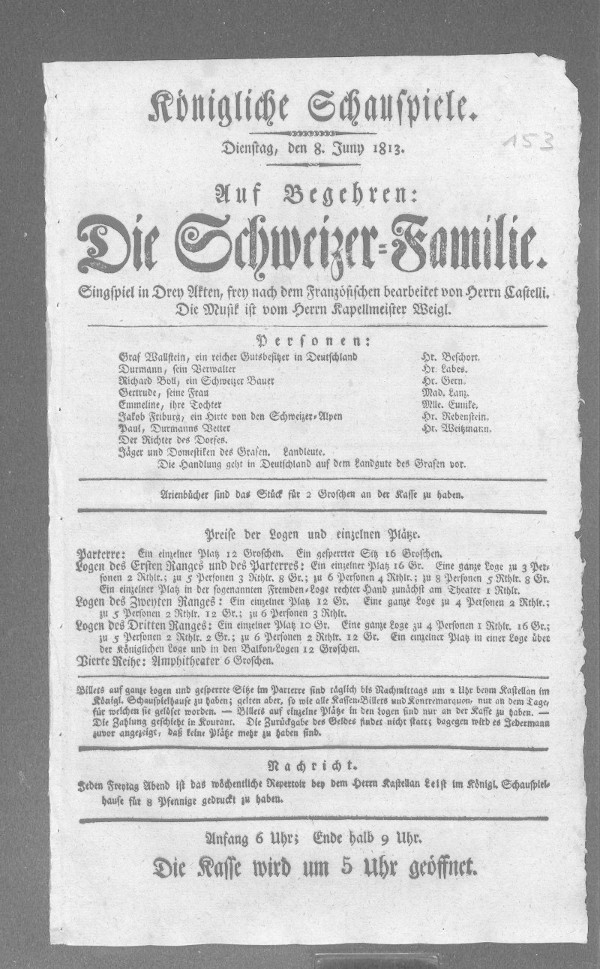 Königliche Schauspiele.
153
Dienstag, den 8. Juny 1813.
Auf Begehren:
Die Schweizer-Familie.
Singspiel in Drey Akten, frey nach dem Französischen bearbeitet von Herrn Castelli.
Die Musik ist vom Herrn Kapellmeister Weigl.
Personen:
Graf Wallstein, ein reicher Gutsbesitzer in Deutschland Hr. Beschort.
Durmann, sein Verwalter Hr. Labes.
Richard Boll, ein Schweizer Bauer Hr. Gern.
Gertrude, seine Frau Mad. Lanz.
Emmeline, ihre Tochter Mlle. Eunike.
Jakob Friburg, ein Hirte von den Schweizer-Alpen Hr. Rebenstein.
Paul, Durmanns Vetter Hr. Weitzmann.
Der Richter des Dorfes.
Jäger und Domestiken des Grafen. Landleute.
Die Handlung geht in Deutschland auf dem Landgute des Grafen vor.
Arienbücher sind das Stück für 2 Groschen an der Kasse zu haben.
Preise der Logen und einzelnen Plätze.
Parterre: Ein einzelner Platz 12 Groschen. Ein gesperrter Sitz 16 Groschen.
Logen des Ersten Ranges und des Parterres: Ein einzelner Platz 16 Gr. Eine ganze Loge zu 3 Per-
sonen 2 Rthlr.; zu 5 Personen 3 Rthlr. 8 Gr.; zu 6 Personen 4 Rthlr.; zu 8 Personen 5 Rthlr. 8 Gr.
Ein einzelner Platz in der sogenannten Fremden-Loge rechter Hand zunächst am Theater 1 Rthlr.
Logen des Zweyten Ranges: Ein einzelner Platz 12 Gr. Eine ganze Loge zu 4 Personen 2 Rthlr.;
zu 5 Personen 2 Rthlr. 12 Gr.; zu 6 Personen 3 Rthlr.
Logen des Dritten Ranges: Ein einzelner Platz 10 Gr. Eine ganze Loge zu 4 Personen 1 Rthlr. 16 Gr.;
zu 5 Personen 2 Rthlr. 2 Gr.; zu 6 Personen 2 Rthlr. 12 Gr. Ein einzelner Platz in einer Loge über
der Königlichen Loge und in den Balkon-Logen 12 Groschen.
Vierte Reihe: Amphitheater 6 Groschen.
Billets auf ganze Logen und gesperrte Sitze im Parterre sind täglich bis Nachmittags um 2 Uhr beym Kastellan im
Königl. Schauspielhause zu haben; gelten aber, so wie alle Kassen-Billets und Kontremarquen, nur an dem Tage,
für welchen sie gelöset worden. — Billets auf einzelne Plätze in den Logen sind nur an der Kasse zu haben. —
Die Zahlung geschieht in Kourant. Die Zurückgabe des Geldes findet nicht statt; dagegen wird es Jedermann
zuvor angezeigt, daß keine Plätze mehr zu haben sind.
Nachricht.
Jeden Freytag Abend ist das wöchentliche Repertoir bey dem Herrn Kastellan Leist im Königl. Schauspiel-
hause für 8 Pfennige gedruckt zu haben.
Anfang 6 Uhr; Ende halb 9 Uhr.
Die Kasse wird um 5 Uhr geöffnet.